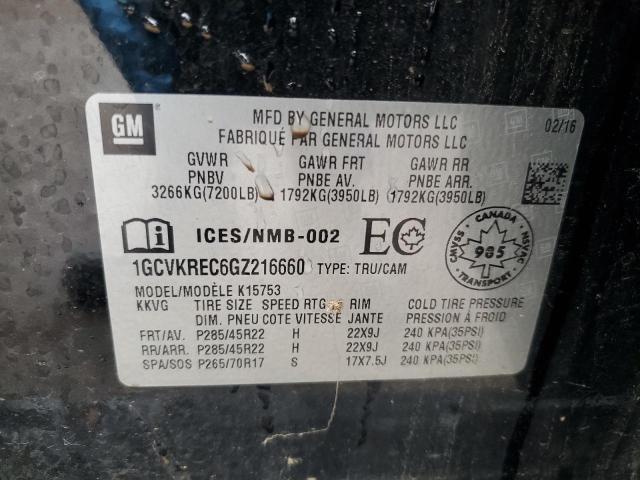 GM
MFD BY GENERAL MOTORS LLC
02/16
FABRIQUÉ PAR GENERAL MOTORS LLC
GVWR GAWR FRT GAWR RR
PNBV PNBE AV. PNBE ARR.
3266KG(7200LB) 1792KG(3950LB) 1792KG(3950LB)
i ICES/NMB-002 EC
CANADA
CMVSS 905 NSVAC
TRANSPORT
1GCVKREC6GZ216660 TYPE: TRU/CAM
MODEL/MODÈLE K15753
KKVG TIRE SIZE SPEED RTG RIM COLD TIRE PRESSURE
DIM. PNEU COTE VITESSE JANTE PRESSION À FROID
FRT/AV. P285/45R22 H 22X9J 240 KPA(35PSI)
RR/ARR. P285/45R22 H 22X9J 240 KPA(35PSI)
SPA/SOS P265/70R17 S 17X7.5J 240 KPA(35PSI)